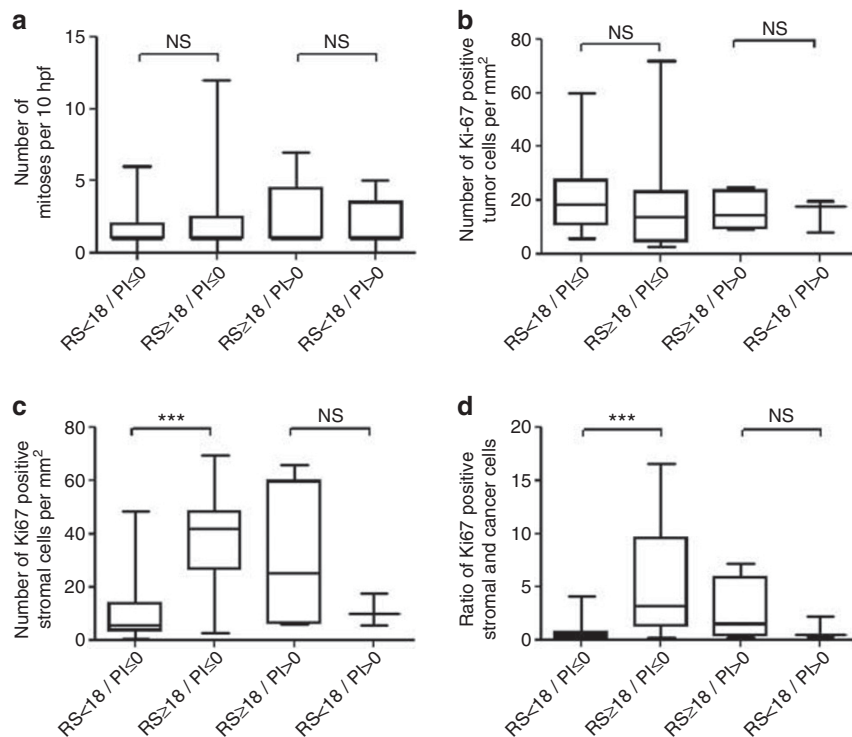 a
NS
NS
Number of
mitoses per 10 hpf
15
10
5
0
RS<18 / PI≤0
RS≥18 / PI≤0
RS≥18 / PI>0
RS<18 / PI>0
b
NS
NS
Number of Ki-67 positive
tumor cells per mm²
80
60
40
20
0
RS<18 / PI≤0
RS≥18 / PI≤0
RS≥18 / PI>0
RS<18 / PI>0
c
***
NS
Number of Ki67 positive
stromal cells per mm²
80
60
40
20
0
RS<18 / PI≤0
RS≥18 / PI≤0
RS≥18 / PI>0
RS<18 / PI>0
d
***
NS
Ratio of Ki67 positive
stromal and cancer cells
20
15
10
5
0
RS<18 / PI≤0
RS≥18 / PI≤0
RS≥18 / PI>0
RS<18 / PI>0